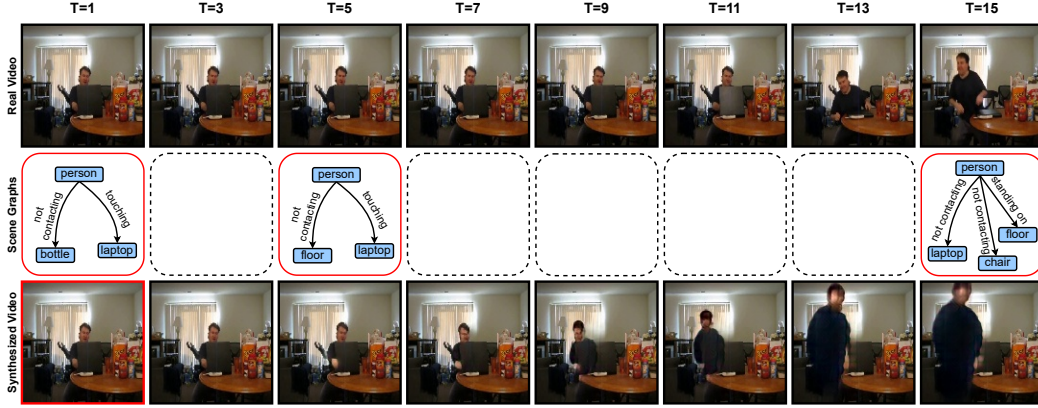 T=1 T=3 T=5 T=7 T=9 T=11 T=13 T=15
Real Video
Scene Graphs
person
not contacting
touching
bottle
laptop
person
not contacting
touching
floor
laptop
person
not contacting
not contacting
standing on
laptop
chair
floor
Synthesized Video